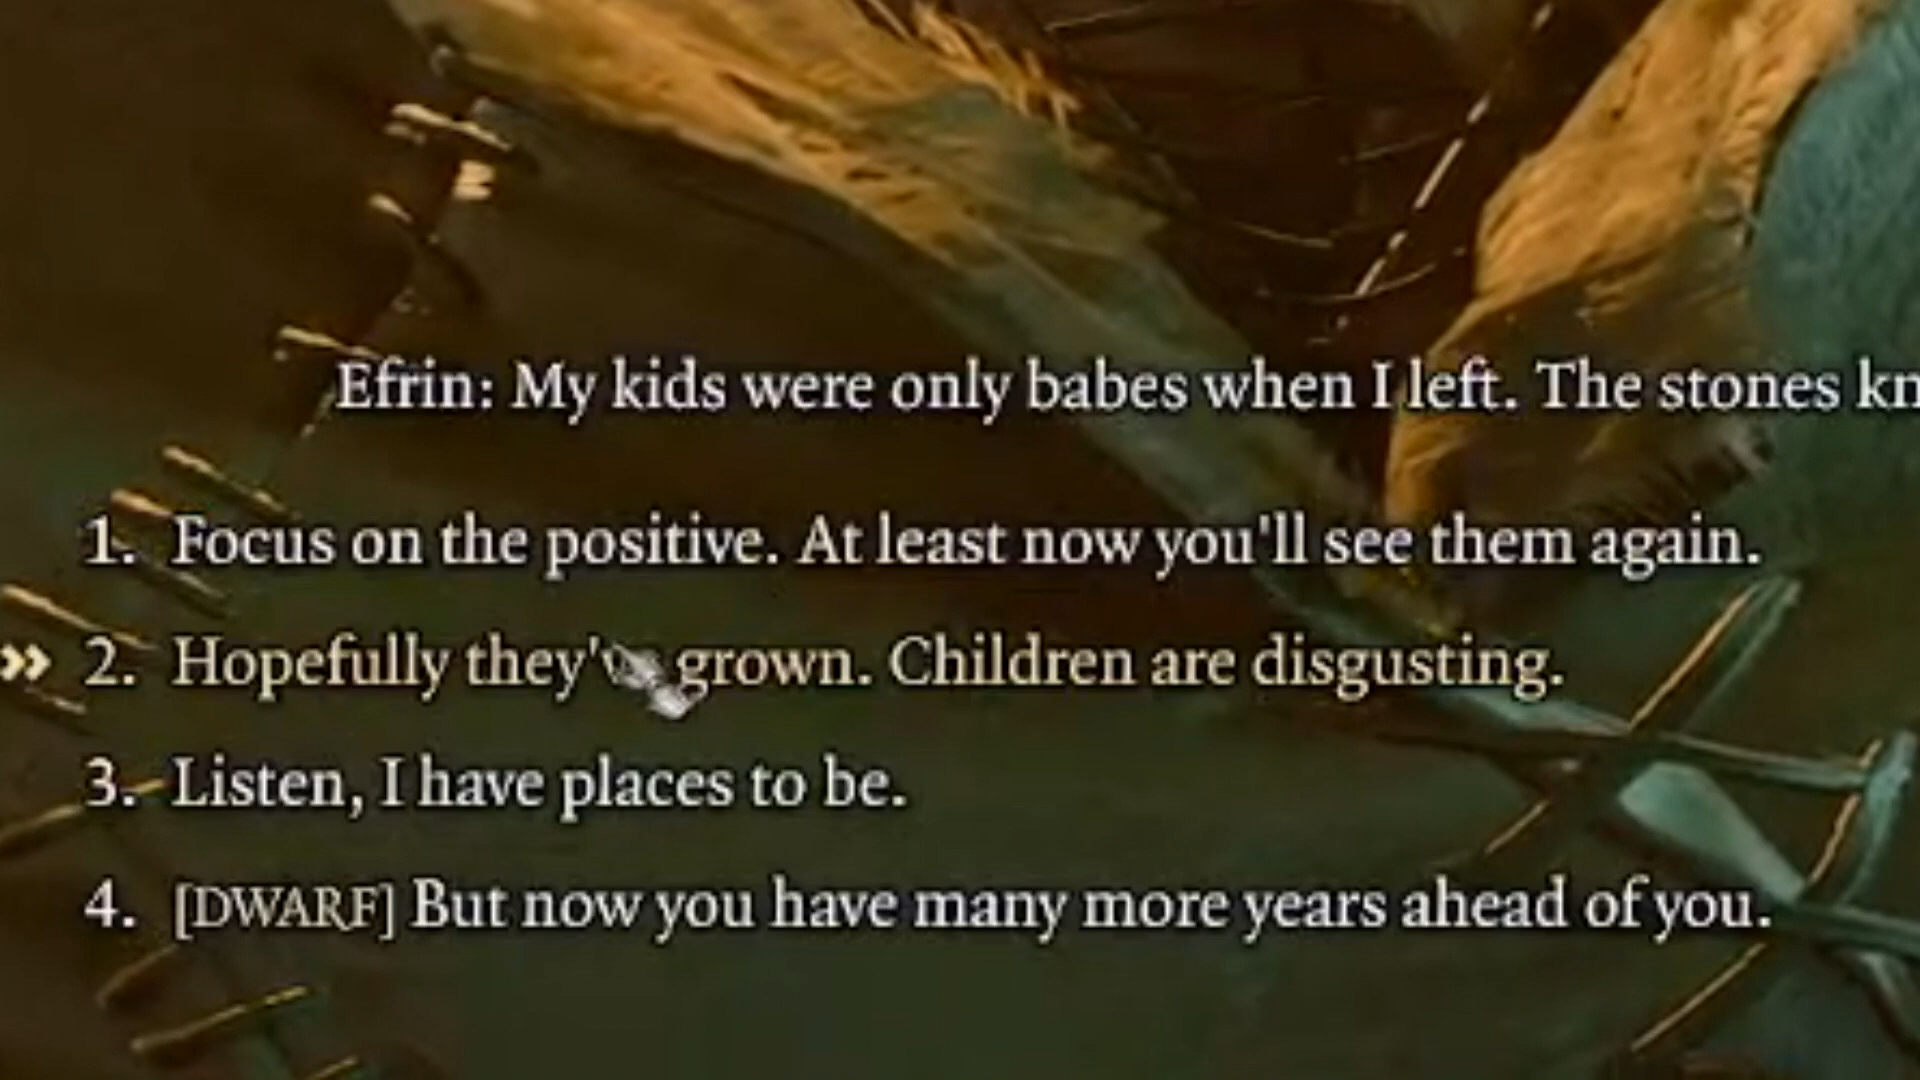 Efrin: My kids were only babes when I left. The stones
1. Focus on the positive. At least now you'll see them again.
2. Hopefully grown. Children are disgusting.
3. Listen, I have places to be.
4. [DWARF] But now you have many more years ahead of you.